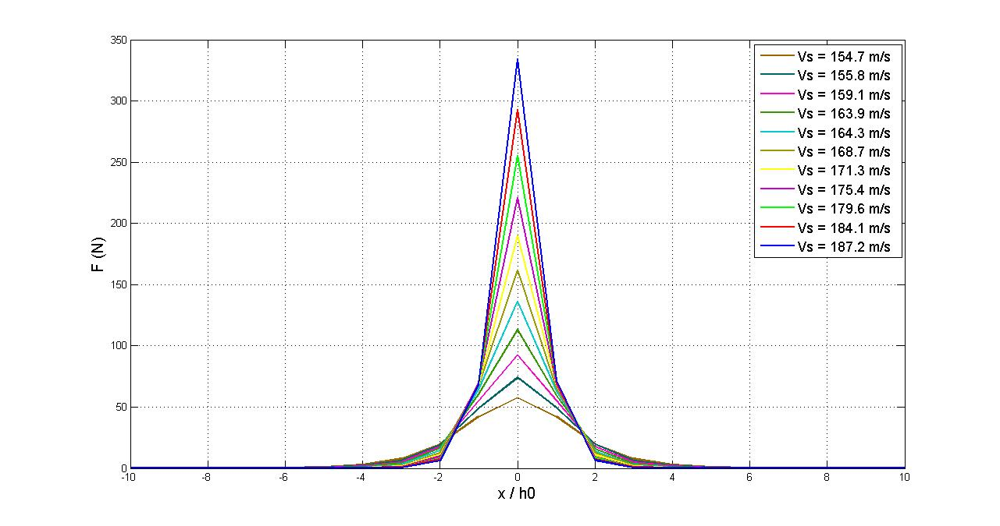 350
300
250
200
150
100
50
0
F (N)
-10 -8 -6 -4 -2 0 2 4 6 8 10
x / h0
Vs = 154.7 m/s
Vs = 155.8 m/s
Vs = 159.1 m/s
Vs = 163.9 m/s
Vs = 164.3 m/s
Vs = 168.7 m/s
Vs = 171.3 m/s
Vs = 175.4 m/s
Vs = 179.6 m/s
Vs = 184.1 m/s
Vs = 187.2 m/s